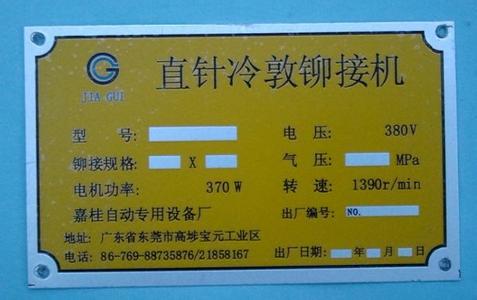 直针冷敦铆接机
JIA GUI
型 号:
电 压: 380V
铆接规格: X
气 压: MPa
电机功率: 370W
转 速: 1390r/min
嘉桂自动专用设备厂
出厂编号: NO.
地址: 广东省东莞市高埗宝元工业区
电话: 86-769-88735876/21858167
出厂日期: 年 月 日